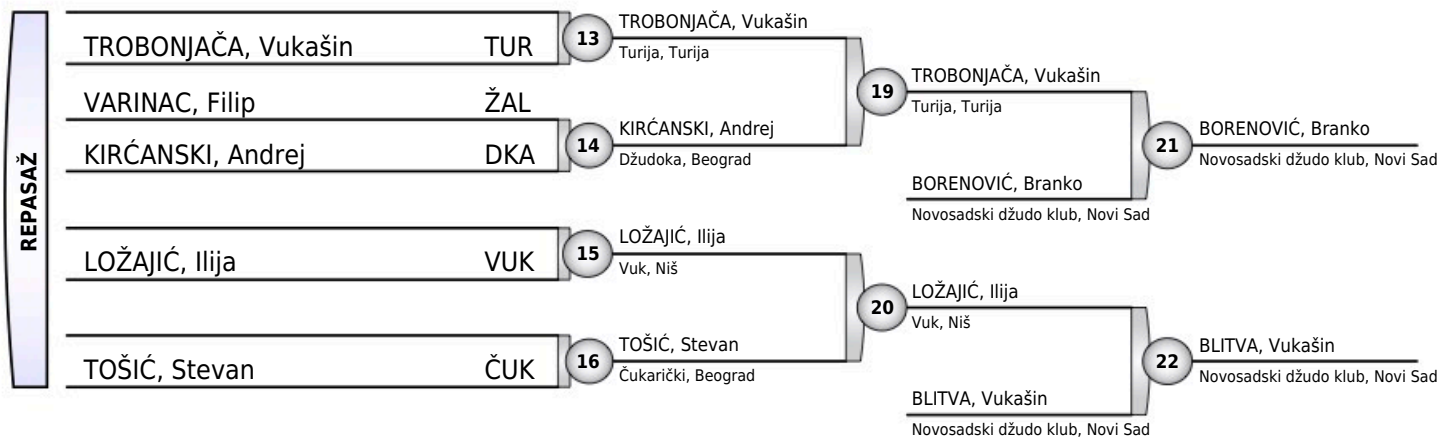 REPASAŽ
TROBONJAČA, Vukašin TUR
VARINAC, Filip ŽAL
KIRĆANSKI, Andrej DKA
LOŽAJIĆ, Ilija VUK
TOŠIĆ, Stevan ČUK
13
TROBONJAČA, Vukašin
Turija, Turija
14
KIRĆANSKI, Andrej
Džudoka, Beograd
15
LOŽAJIĆ, Ilija
Vuk, Niš
16
TOŠIĆ, Stevan
Čukarički, Beograd
19
TROBONJAČA, Vukašin
Turija, Turija
BORENOVIĆ, Branko
Novosadski džudo klub, Novi Sad
20
LOŽAJIĆ, Ilija
Vuk, Niš
BLITVA, Vukašin
Novosadski džudo klub, Novi Sad
21
BORENOVIĆ, Branko
Novosadski džudo klub, Novi Sad
22
BLITVA, Vukašin
Novosadski džudo klub, Novi Sad